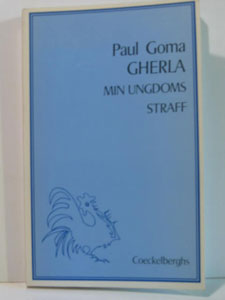 Paul Goma
GHERLA
MIN UNGDOMS
STRAFF
Coeckelberghs